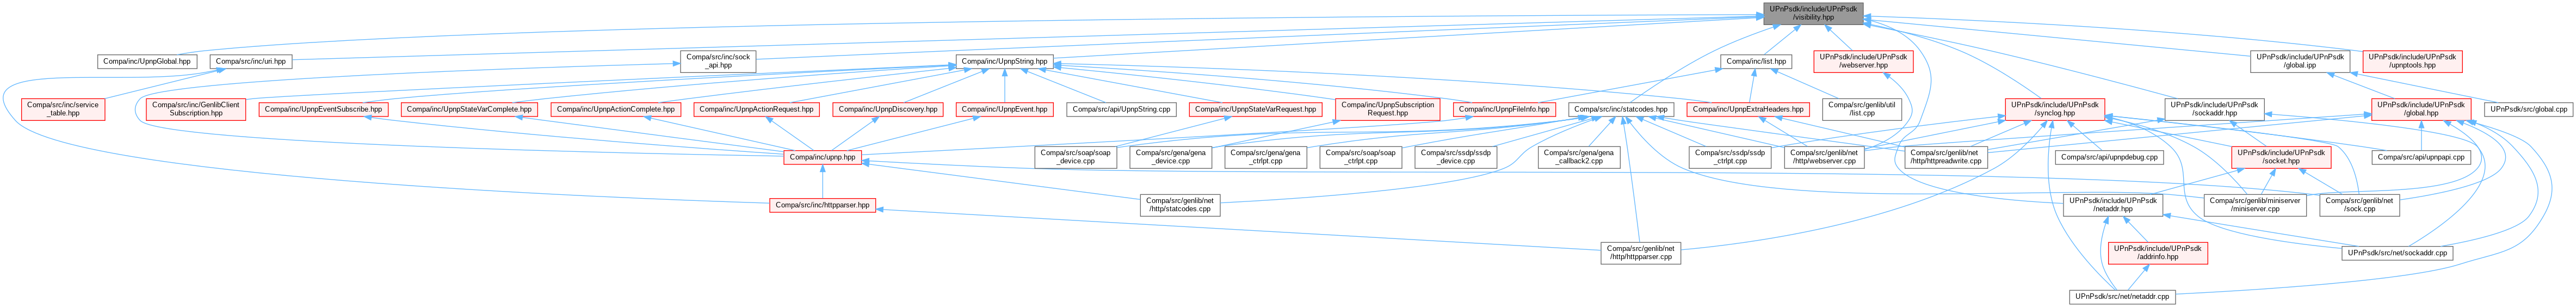 UPnPsdk/include/UPnPsdk
/visibility.hpp
Compa/inc/UpnpGlobal.hpp
Compa/src/inc/uri.hpp
Compa/src/inc/sock
_api.hpp
Compa/inc/UpnpString.hpp
Compa/inc/list.hpp
UPnPsdk/include/UPnPsdk
/webserver.hpp
UPnPsdk/include/UPnPsdk
/global.ipp
UPnPsdk/include/UPnPsdk
/upnptools.hpp
Compa/src/inc/service
_table.hpp
Compa/src/inc/GenlibClient
Subscription.hpp
Compa/inc/UpnpEventSubscribe.hpp
Compa/inc/UpnpStateVarComplete.hpp
Compa/inc/UpnpActionComplete.hpp
Compa/inc/UpnpActionRequest.hpp
Compa/inc/UpnpDiscovery.hpp
Compa/inc/UpnpEvent.hpp
Compa/src/api/UpnpString.cpp
Compa/inc/UpnpStateVarRequest.hpp
Compa/inc/UpnpSubscription
Request.hpp
Compa/inc/UpnpFileInfo.hpp
Compa/src/inc/statcodes.hpp
Compa/inc/UpnpExtraHeaders.hpp
Compa/src/genlib/util
/list.cpp
UPnPsdk/include/UPnPsdk
/synclog.hpp
UPnPsdk/include/UPnPsdk
/sockaddr.hpp
UPnPsdk/include/UPnPsdk
/global.hpp
UPnPsdk/src/global.cpp
Compa/inc/upnp.hpp
Compa/src/soap/soap
_device.cpp
Compa/src/gena/gena
_device.cpp
Compa/src/gena/gena
_ctrlpt.cpp
Compa/src/soap/soap
_ctrlpt.cpp
Compa/src/ssdp/ssdp
_device.cpp
Compa/src/gena/gena
_callback2.cpp
Compa/src/ssdp/ssdp
_ctrlpt.cpp
Compa/src/genlib/net
/http/webserver.cpp
Compa/src/genlib/net
/http/httpreadwrite.cpp
Compa/src/api/upnpdebug.cpp
UPnPsdk/include/UPnPsdk
/socket.hpp
Compa/src/api/upnpapi.cpp
Compa/src/inc/httpparser.hpp
Compa/src/genlib/net
/http/statcodes.cpp
UPnPsdk/include/UPnPsdk
/netaddr.hpp
Compa/src/genlib/miniserver
/miniserver.cpp
Compa/src/genlib/net
/sock.cpp
Compa/src/genlib/net
/http/httpparser.cpp
UPnPsdk/include/UPnPsdk
/addrinfo.hpp
UPnPsdk/src/net/sockaddr.cpp
UPnPsdk/src/net/netaddr.cpp